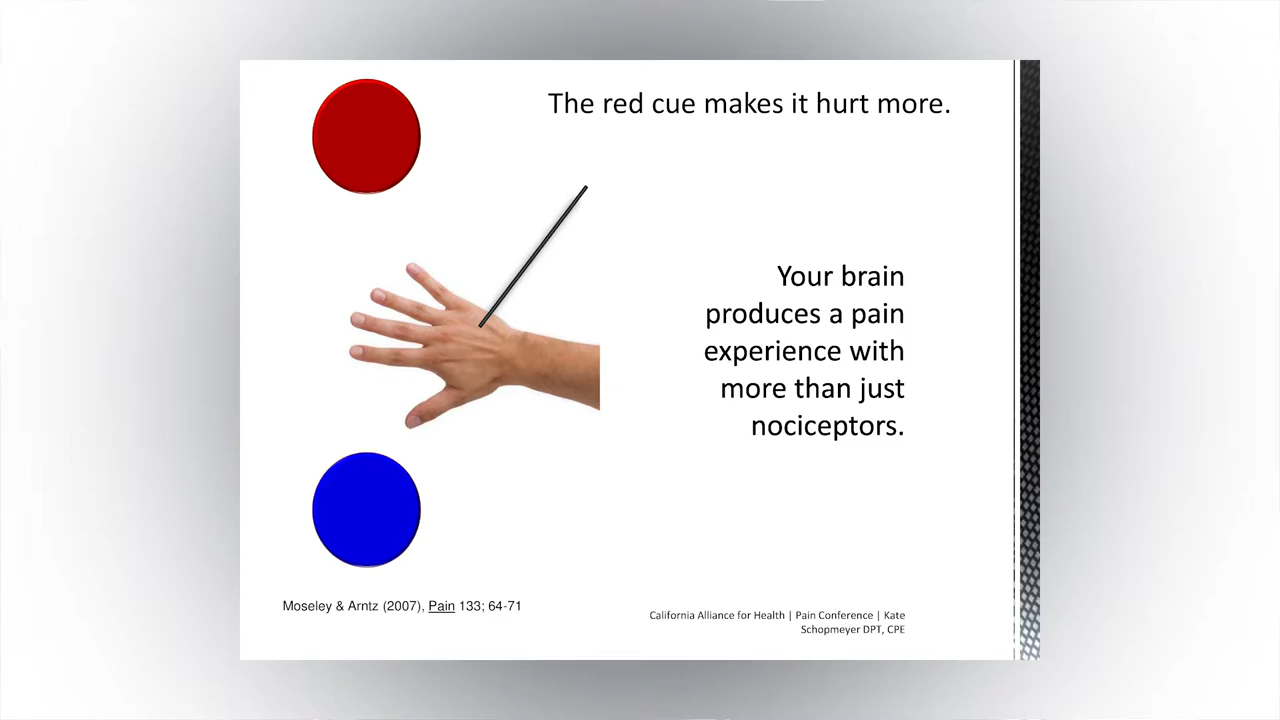 The red cue makes it hurt more.
Your brain
produces a pain
experience with
more than just
nociceptors.
Moseley & Arntz (2007), Pain 133; 64-71
California Alliance for Health | Pain Conference | Kate
Schopmeyer DPT, CPE